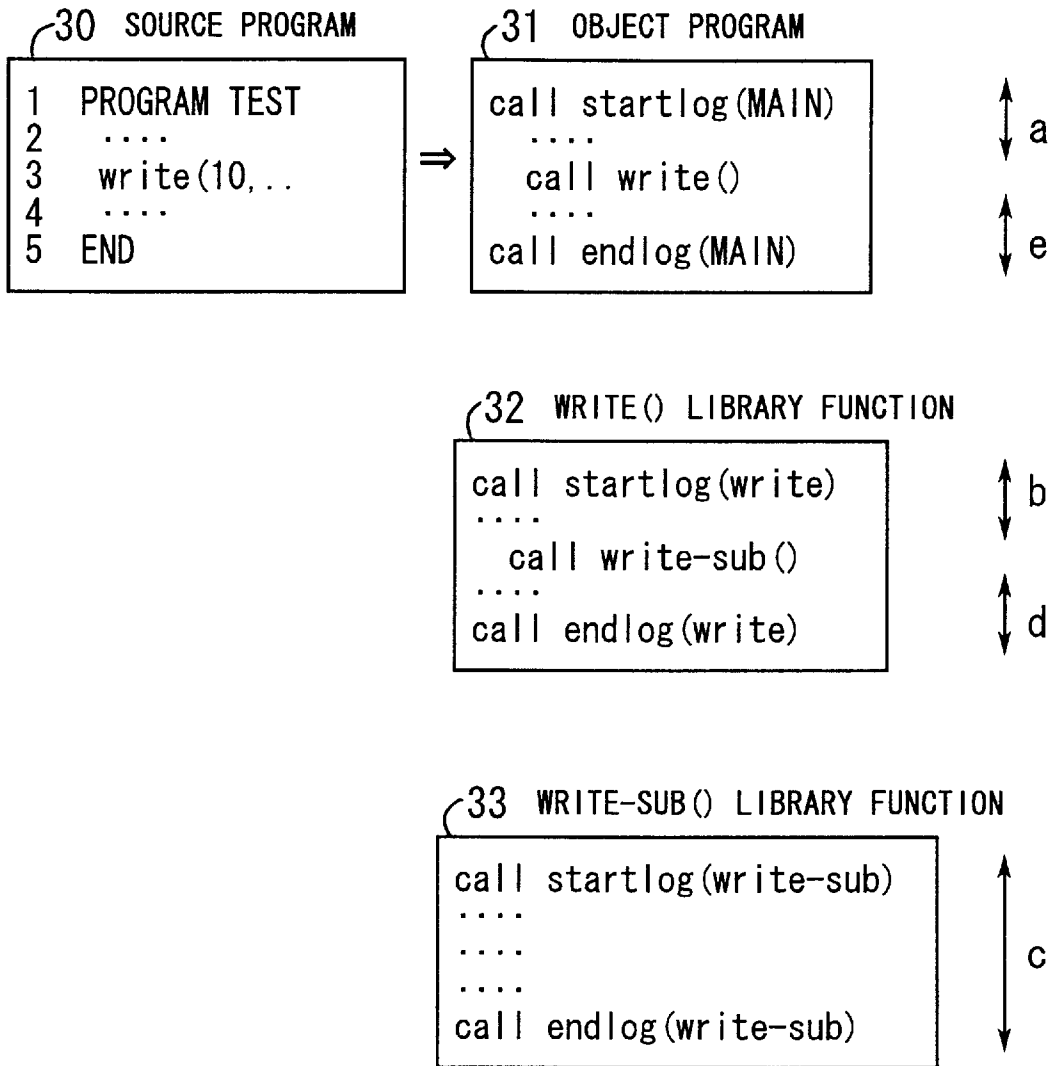 30 SOURCE PROGRAM
1 PROGRAM TEST
2 ....
3 write(10,..
4 ....
5 END
⇒
31 OBJECT PROGRAM
call startlog(MAIN)
....
call write()
....
call endlog(MAIN)
a
e
32 WRITE() LIBRARY FUNCTION
call startlog(write)
....
call write-sub()
....
call endlog(write)
b
d
33 WRITE-SUB() LIBRARY FUNCTION
call startlog(write-sub)
....
....
....
call endlog(write-sub)
c